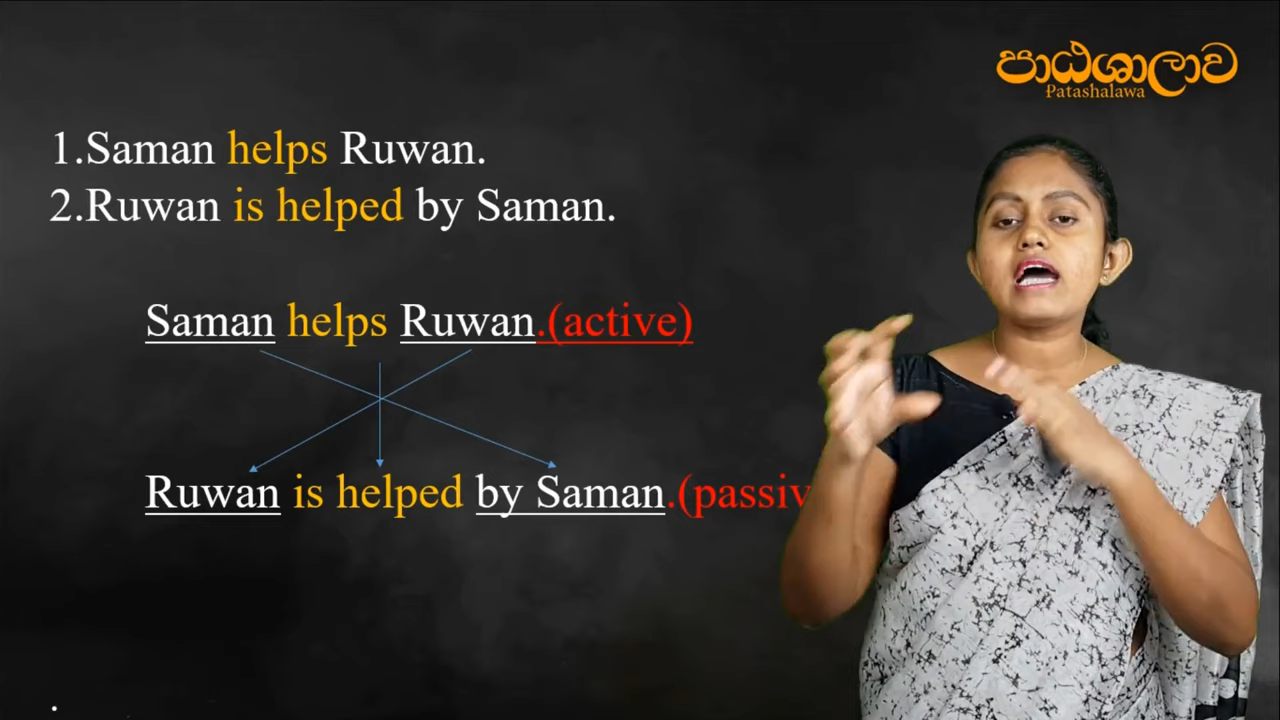 පාඨශාලාව
Patashalawa
1.Saman helps Ruwan.
2.Ruwan is helped by Saman.
Saman helps Ruwan.(active)
Ruwan is helped by Saman.(passiv
.